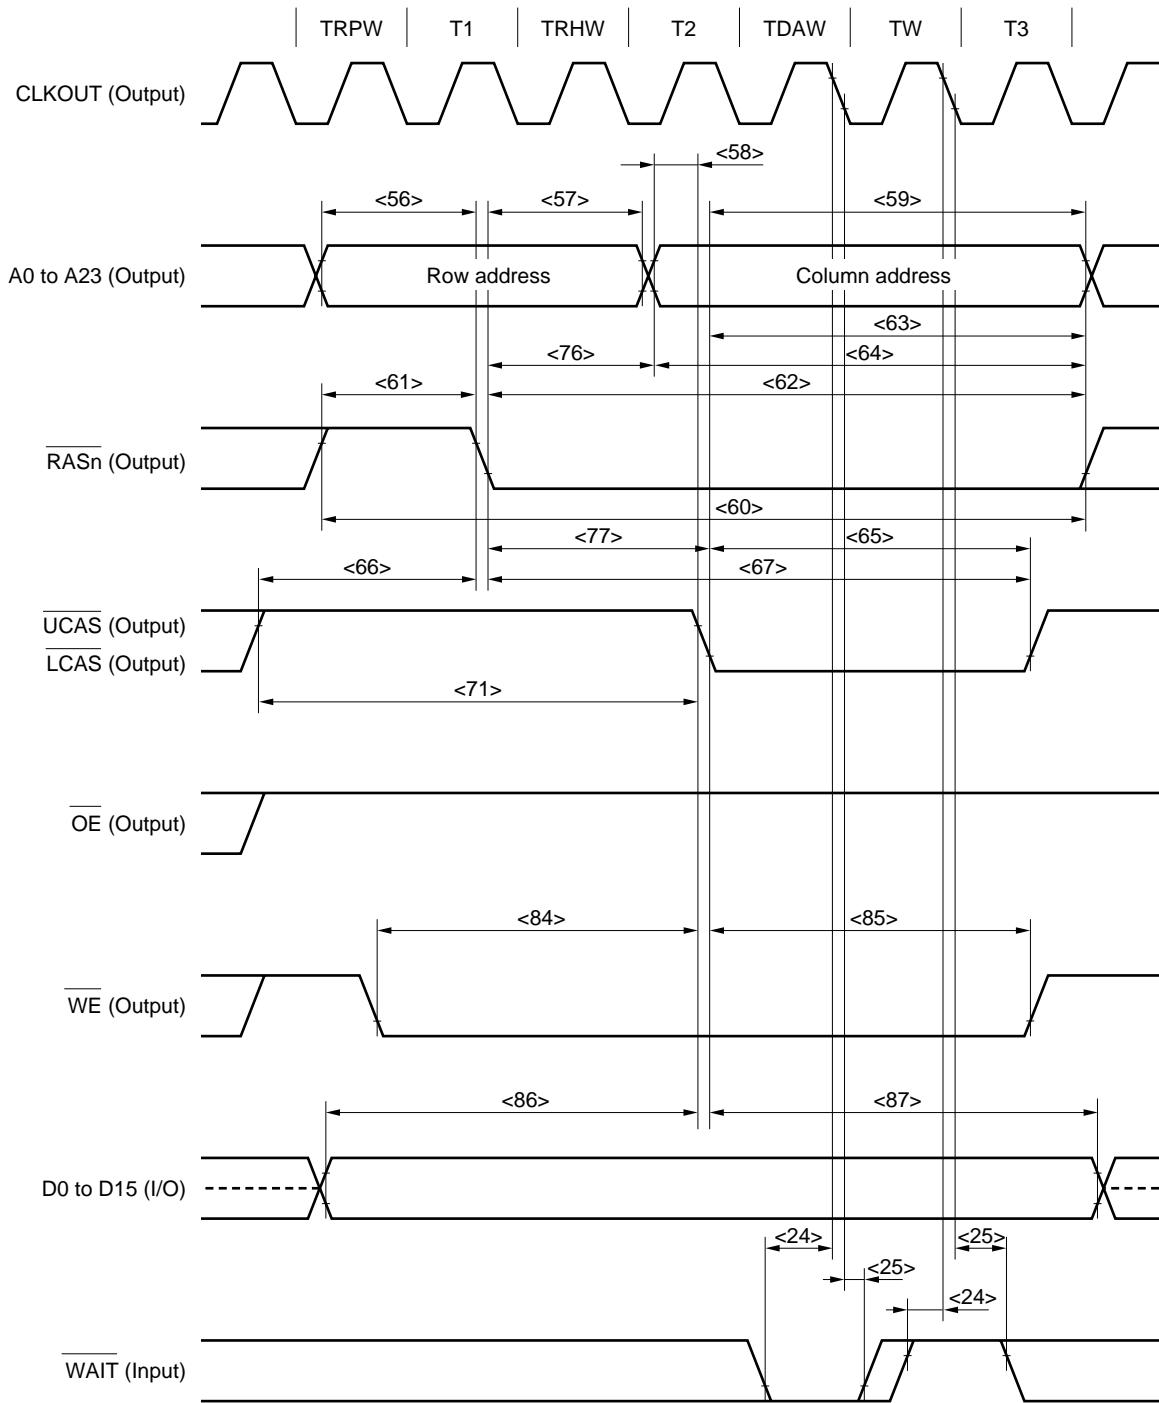 TRPW T1 TRHW T2 TDAW TW T3
CLKOUT (Output)
<58>
<56> <57> <59>
A0 to A23 (Output) Row address Column address
<63>
<76> <64>
<61> <62>
RASn (Output)
<60>
<77> <65>
<66> <67>
UCAS (Output)
LCAS (Output)
<71>
OE (Output)
<84> <85>
WE (Output)
<86> <87>
D0 to D15 (I/O)
<24> <25>
<25>
<24>
WAIT (Input)